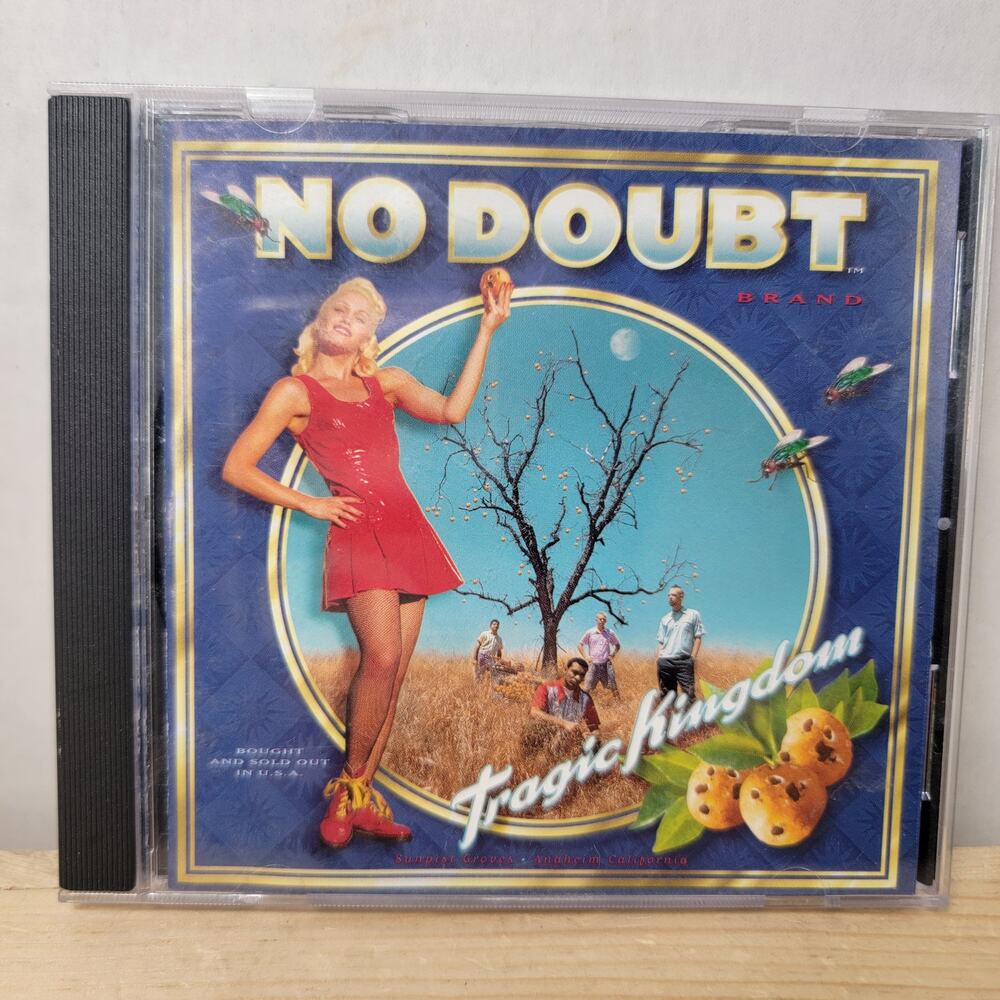 NO DOUBT
TM
BRAND
Tragic Kingdom
BOUGHT
AND SOLD OUT
IN U.S.A.
Sunpist Groves • Anaheim California